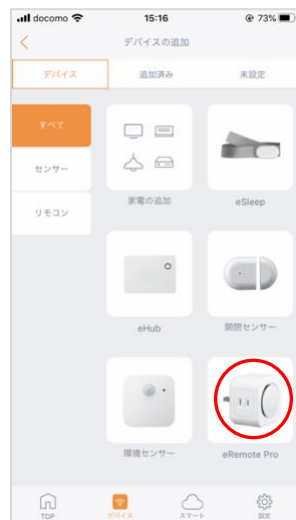 docomo 15:16 73%
デバイスの追加
デバイス 追加済み 未設定
すべて
センサー
リモコン
家電の追加 eSleep
eHub 開閉センサー
環境センサー eRemote Pro
TOP デバイス スマート 設定